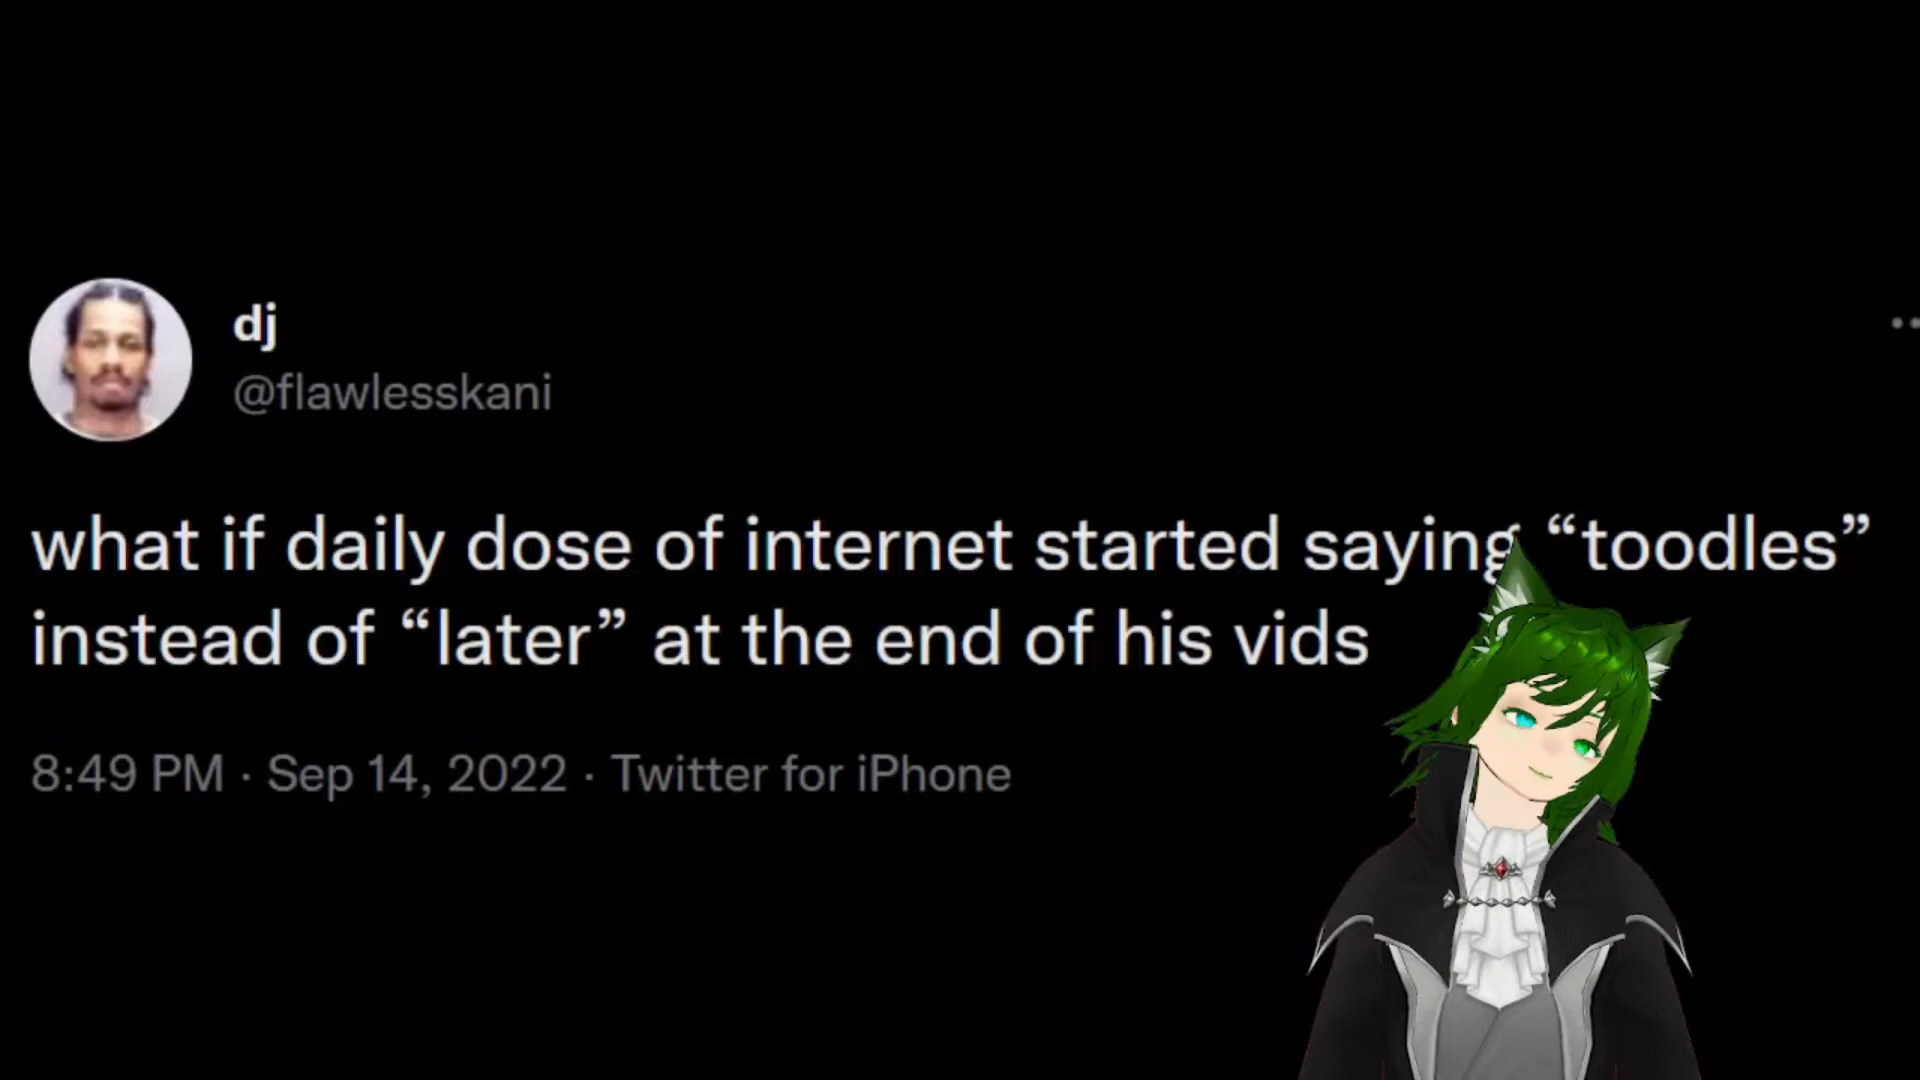 dj
@flawlesskani
what if daily dose of internet started saying “toodles”
instead of “later” at the end of his vids
8:49 PM · Sep 14, 2022 · Twitter for iPhone